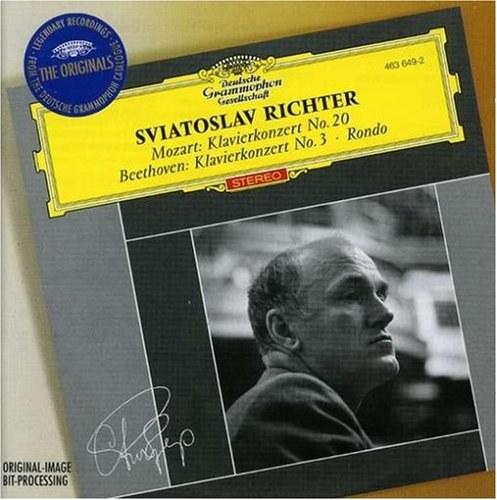 LEGENDARY RECORDINGS
FROM THE DEUTSCHE GRAMMOPHON CATALOGUE
THE ORIGINALS
463 649-2
Deutsche
Grammophon
Gesellschaft
SVIATOSLAV RICHTER
Mozart: Klavierkonzert No. 20
Beethoven: Klavierkonzert No. 3 · Rondo
STEREO
ORIGINAL-IMAGE
BIT-PROCESSING